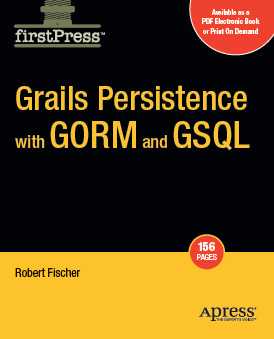 firstPress™
Available as a
PDF Electronic Book
or Print On Demand
Grails Persistence
with GORM and GSQL
156
PAGES
Robert Fischer
Apress®
THE EXPERT'S VOICE®